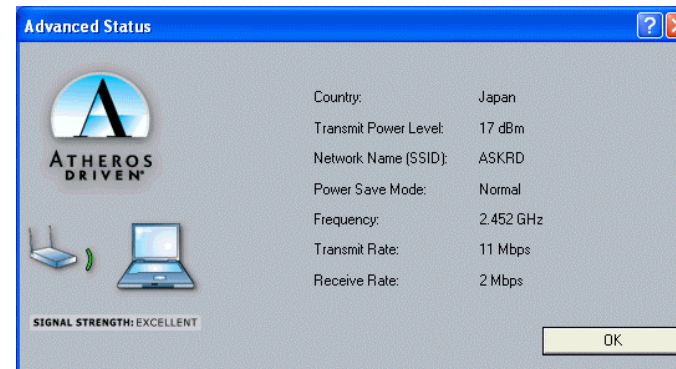 Advanced Status
ATHEROS
DRIVEN®
Country: Japan
Transmit Power Level: 17 dBm
Network Name (SSID): ASKRD
Power Save Mode: Normal
Frequency: 2.452 GHz
Transmit Rate: 11 Mbps
Receive Rate: 2 Mbps
SIGNAL STRENGTH: EXCELLENT
OK